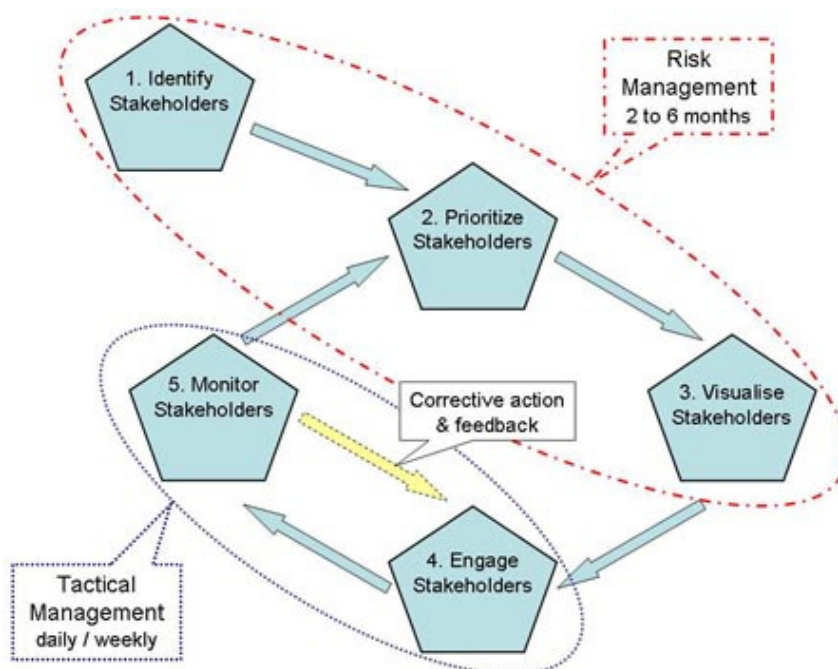 1. Identify
Stakeholders
Risk
Management
2 to 6 months
2. Prioritize
Stakeholders
3. Visualise
Stakeholders
5. Monitor
Stakeholders
Corrective action
& feedback
4. Engage
Stakeholders
Tactical
Management
daily / weekly